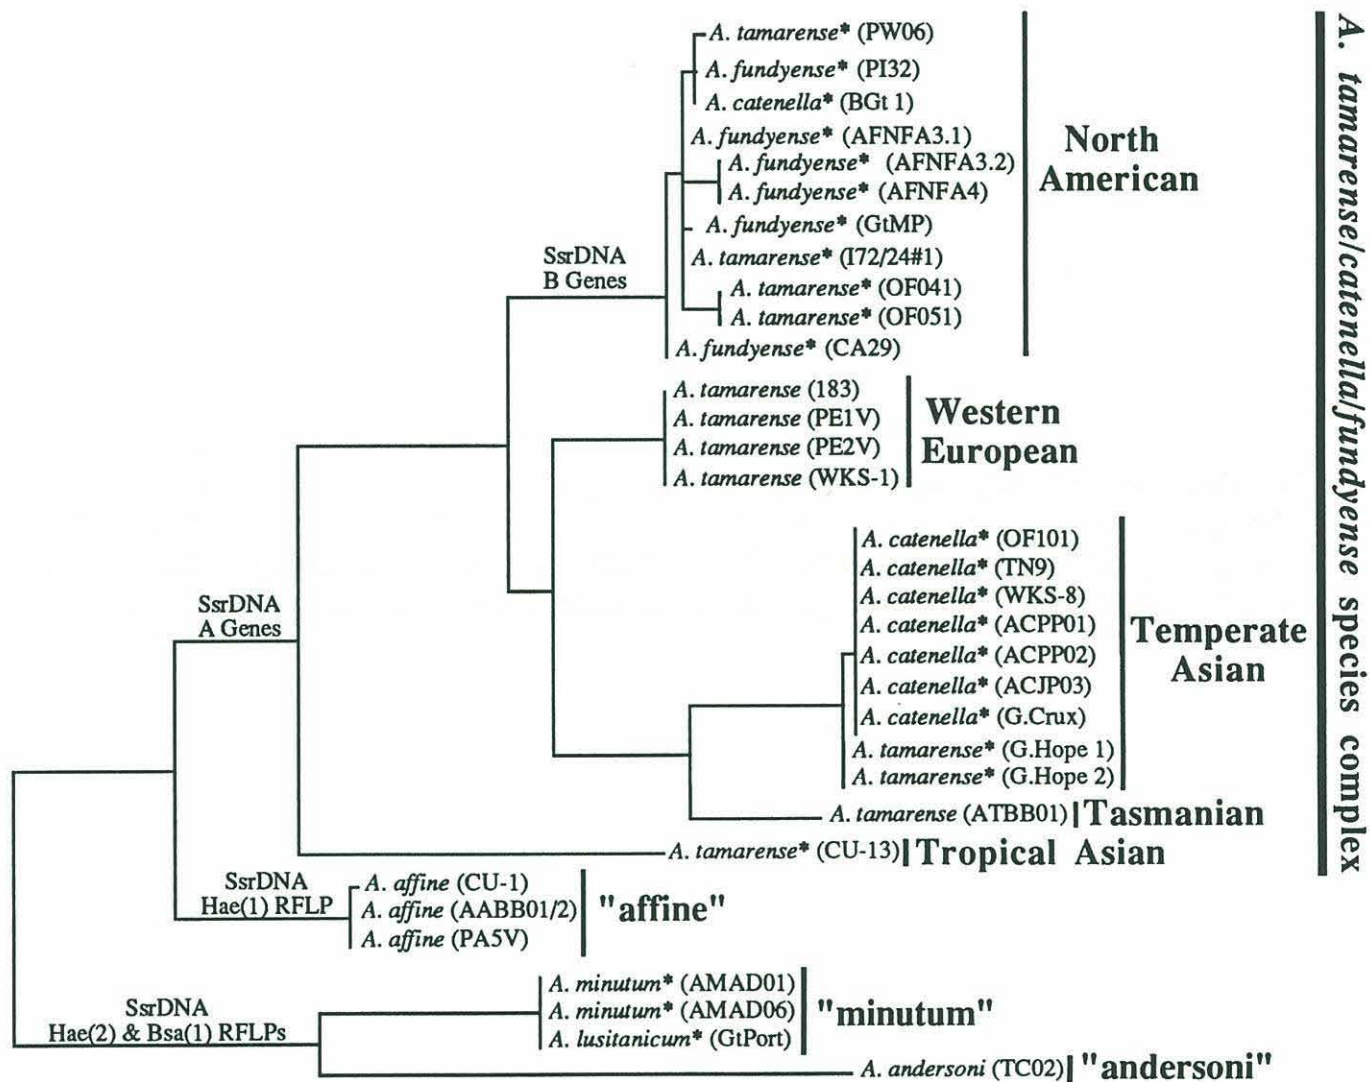 A. tamarense* (PW06)
A. fundyense* (PI32)
A. catenella* (BGt 1)
A. fundyense* (AFNFA3.1)
A. fundyense* (AFNFA3.2)
A. fundyense* (AFNFA4)
A. fundyense* (GtMP)
A. tamarense* (I72/24#1)
A. tamarense* (OF041)
A. tamarense* (OF051)
A. fundyense* (CA29)
North
American
SsrDNA
B Genes
A. tamarense (183)
A. tamarense (PE1V)
A. tamarense (PE2V)
A. tamarense (WKS-1)
Western
European
A. catenella* (OF101)
A. catenella* (TN9)
A. catenella* (WKS-8)
A. catenella* (ACPP01)
A. catenella* (ACPP02)
A. catenella* (ACJP03)
A. catenella* (G.Crux)
A. tamarense* (G.Hope 1)
A. tamarense* (G.Hope 2)
Temperate
Asian
SsrDNA
A Genes
A. tamarense (ATBB01)
Tasmanian
A. tamarense* (CU-13)
Tropical Asian
A. tamarense/catenella/fundyense species complex
SsrDNA
Hae(1) RFLP
A. affine (CU-1)
A. affine (AABB01/2)
A. affine (PA5V)
"affine"
SsrDNA
Hae(2) & Bsa(1) RFLPs
A. minutum* (AMAD01)
A. minutum* (AMAD06)
A. lusitanicum* (GtPort)
"minutum"
A. andersoni (TC02)
"andersoni"